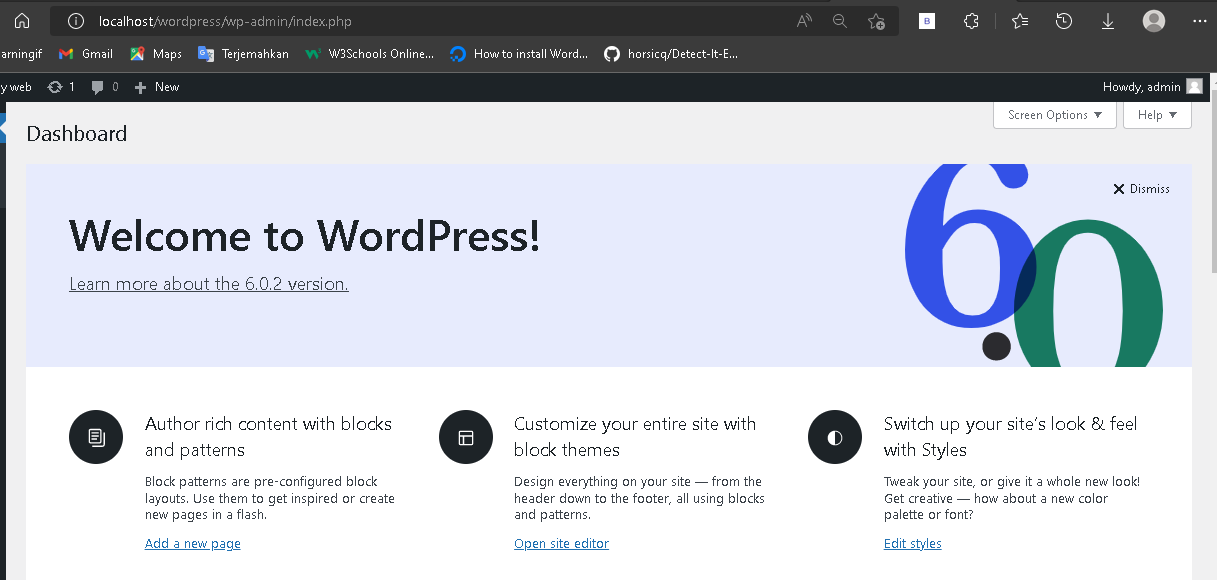 localhost/wordpress/wp-admin/index.php
A
B
arningif Gmail Maps Terjemahkan W3Schools Online... How to install Word... horsicq/Detect-It-E...
y web 1 0 New Howdy, admin
Screen Options ▼ Help ▼
Dashboard
Dismiss
6.0
Welcome to WordPress!
Learn more about the 6.0.2 version.
Author rich content with blocks
and patterns
Block patterns are pre-configured block
layouts. Use them to get inspired or create
new pages in a flash.
Add a new page
Customize your entire site with
block themes
Design everything on your site — from the
header down to the footer, all using blocks
and patterns.
Open site editor
Switch up your site’s look & feel
with Styles
Tweak your site, or give it a whole new look!
Get creative — how about a new color
palette or font?
Edit styles